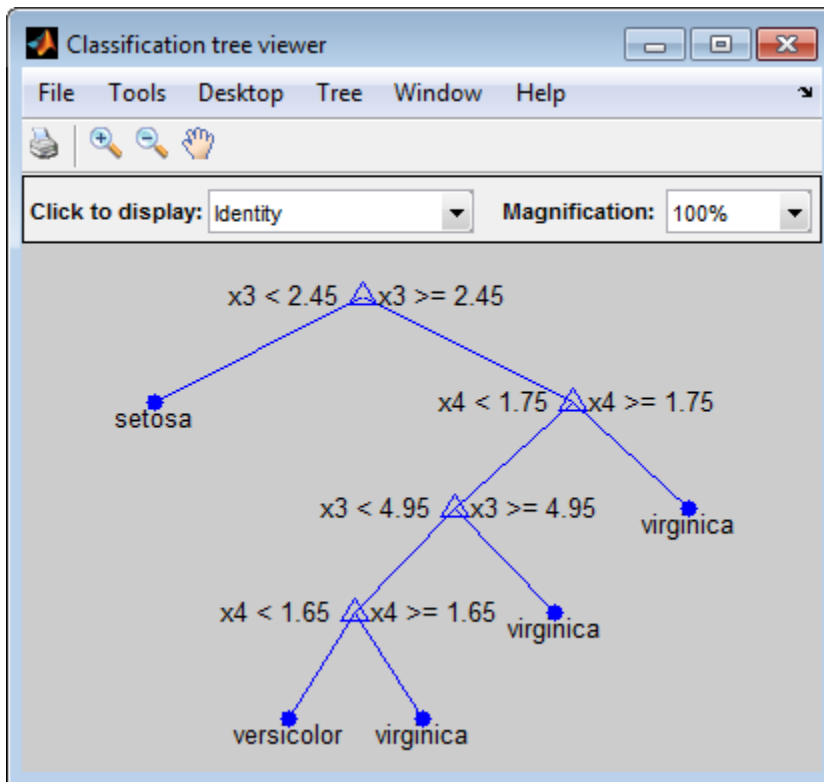 Classification tree viewer
File Tools Desktop Tree Window Help
Click to display: Identity Magnification: 100%
x3 < 2.45 x3 >= 2.45
setosa
x4 < 1.75 x4 >= 1.75
x3 < 4.95 x3 >= 4.95
virginica
x4 < 1.65 x4 >= 1.65
virginica
versicolor virginica